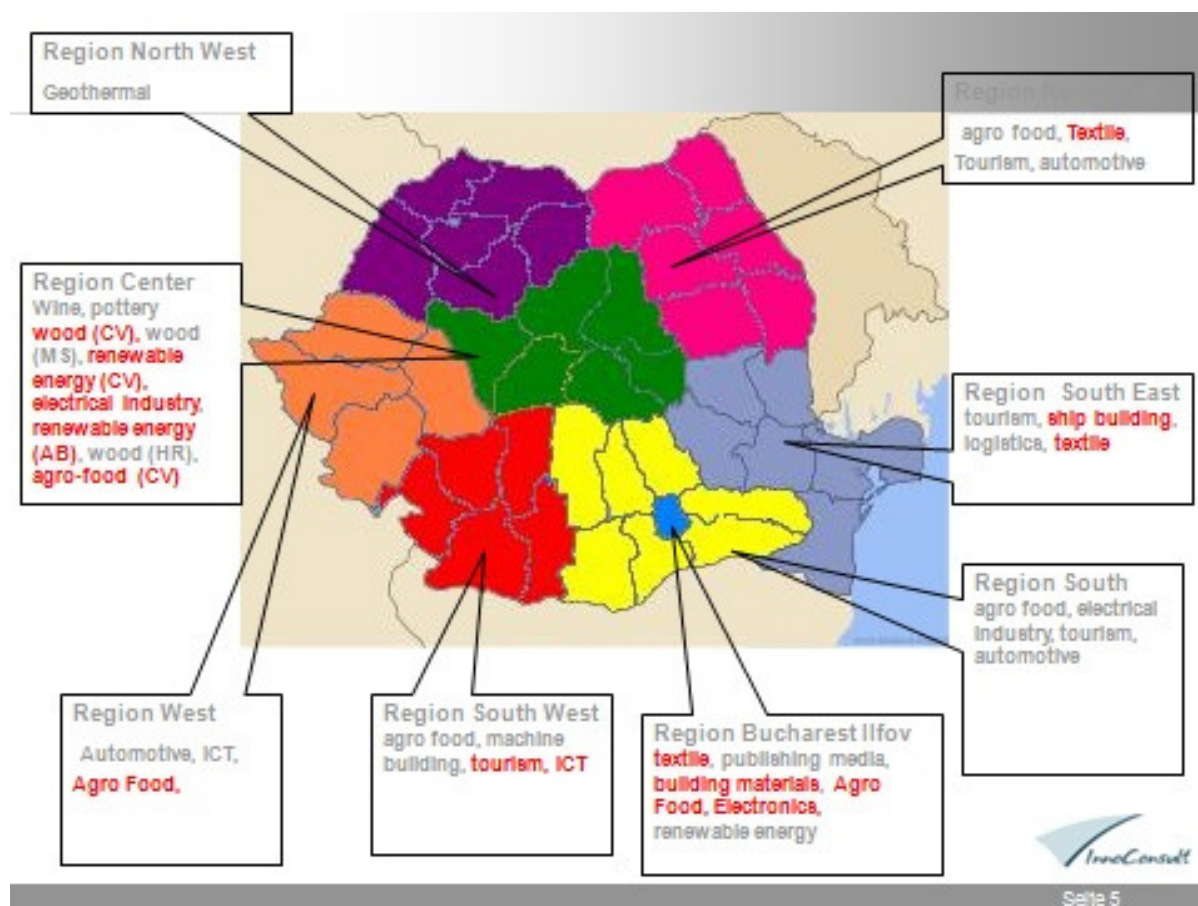 Region North West
Geothermal
Region
agro food, Textile,
Tourism, automotive
Region Center
Wine, pottery
wood (CV), wood
(MS), renewable
energy (CV),
electrical industry,
renewable energy
(AB), wood (HR),
agro-food (CV)
Region South East
tourism, ship building,
logistics, textile
Region South
agro food, electrical
industry, tourism,
automotive
Region West
Automotive, ICT,
Agro Food,
Region South West
agro food, machine
building, tourism, ICT
Region Bucharest Ilfov
textile, publishing media,
building materials, Agro
Food, Electronics,
renewable energy
InnoConsult
Seite 5